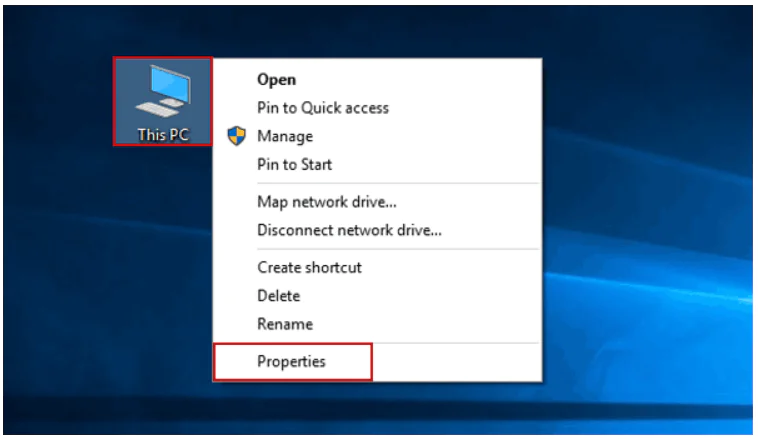 This PC
Open
Pin to Quick access
Manage
Pin to Start
Map network drive...
Disconnect network drive...
Create shortcut
Delete
Rename
Properties